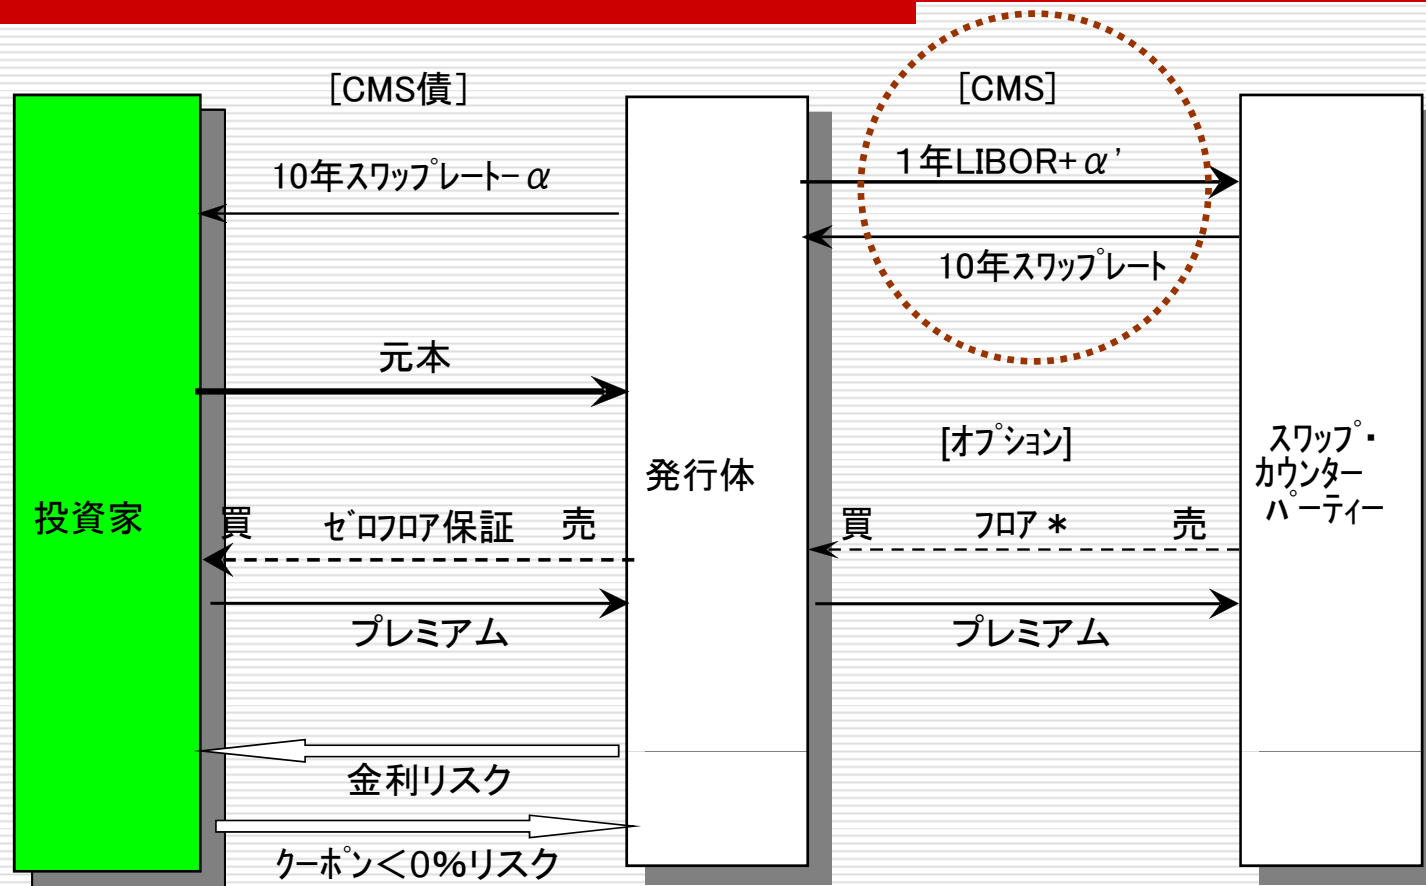 [CMS債]
[CMS]
10年ｽﾜｯﾌﾟﾚｰﾄ-α
１年LIBOR+α'
10年ｽﾜｯﾌﾟﾚｰﾄ
元本
[ｵﾌﾟｼｮﾝ]
投資家
発行体
ｽﾜｯﾌﾟ・
ｶｳﾝﾀｰ
ﾊﾟｰﾃｨｰ
買 ｾﾞﾛﾌﾛｱ保証 売
買 ﾌﾛｱ＊ 売
プレミアム
プレミアム
金利リスク
ｸｰﾎﾟﾝ＜0%リスク